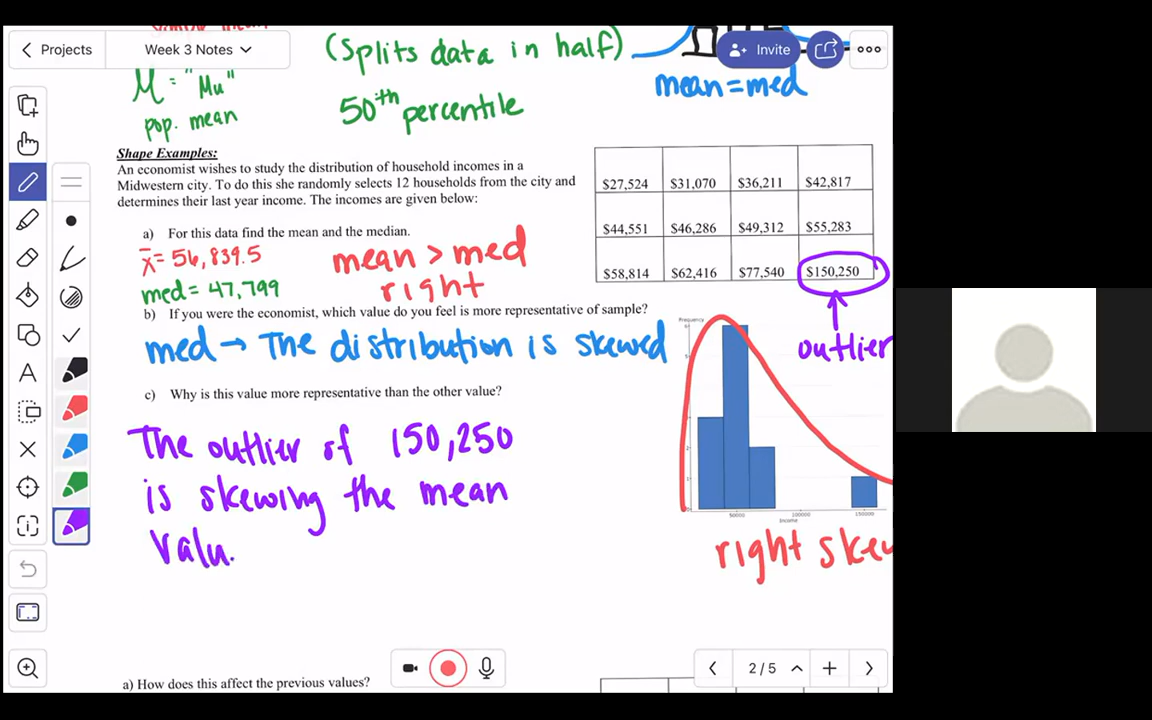 Projects
Week 3 Notes
Invite
(Splits data in half)
M = "Mu"
pop. mean
50th percentile
mean = med
Shape Examples:
An economist wishes to study the distribution of household incomes in a
Midwestern city. To do this she randomly selects 12 households from the city and
determines their last year income. The incomes are given below:
$27,524 $31,070 $36,211 $42,817
$44,551 $46,286 $49,312 $55,283
$58,814 $62,416 $77,540 $150,250
a) For this data find the mean and the median.
x̄ = 56,839.5
med = 47,799
mean > med
right
outlier
b) If you were the economist, which value do you feel is more representative of sample?
med → The distribution is skewed
c) Why is this value more representative than the other value?
The outlier of 150,250
is skewing the mean
valu.
Frequency
50000 100000 150000
Income
right skew
2 / 5
a) How does this affect the previous values?